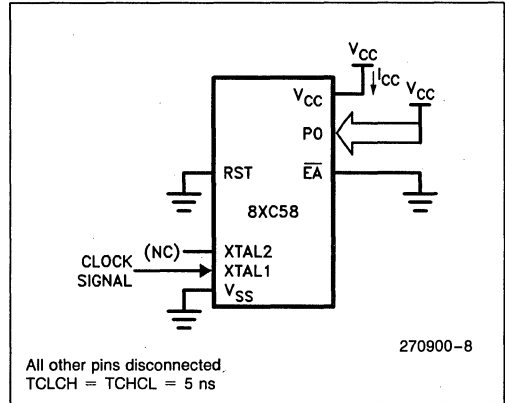 VCC
ICC
VCC
VCC
P0
RST
EA
8XC58
(NC)
XTAL2
CLOCK
SIGNAL
XTAL1
VSS
270900-8
All other pins disconnected
TCLCH = TCHCL = 5 ns